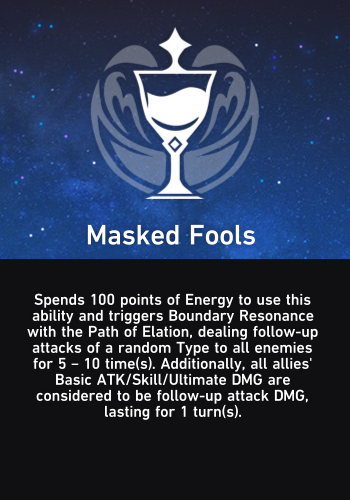 Masked Fools
Spends 100 points of Energy to use this
ability and triggers Boundary Resonance
with the Path of Elation, dealing follow-up
attacks of a random Type to all enemies
for 5 – 10 time(s). Additionally, all allies'
Basic ATK/Skill/Ultimate DMG are
considered to be follow-up attack DMG,
lasting for 1 turn(s).